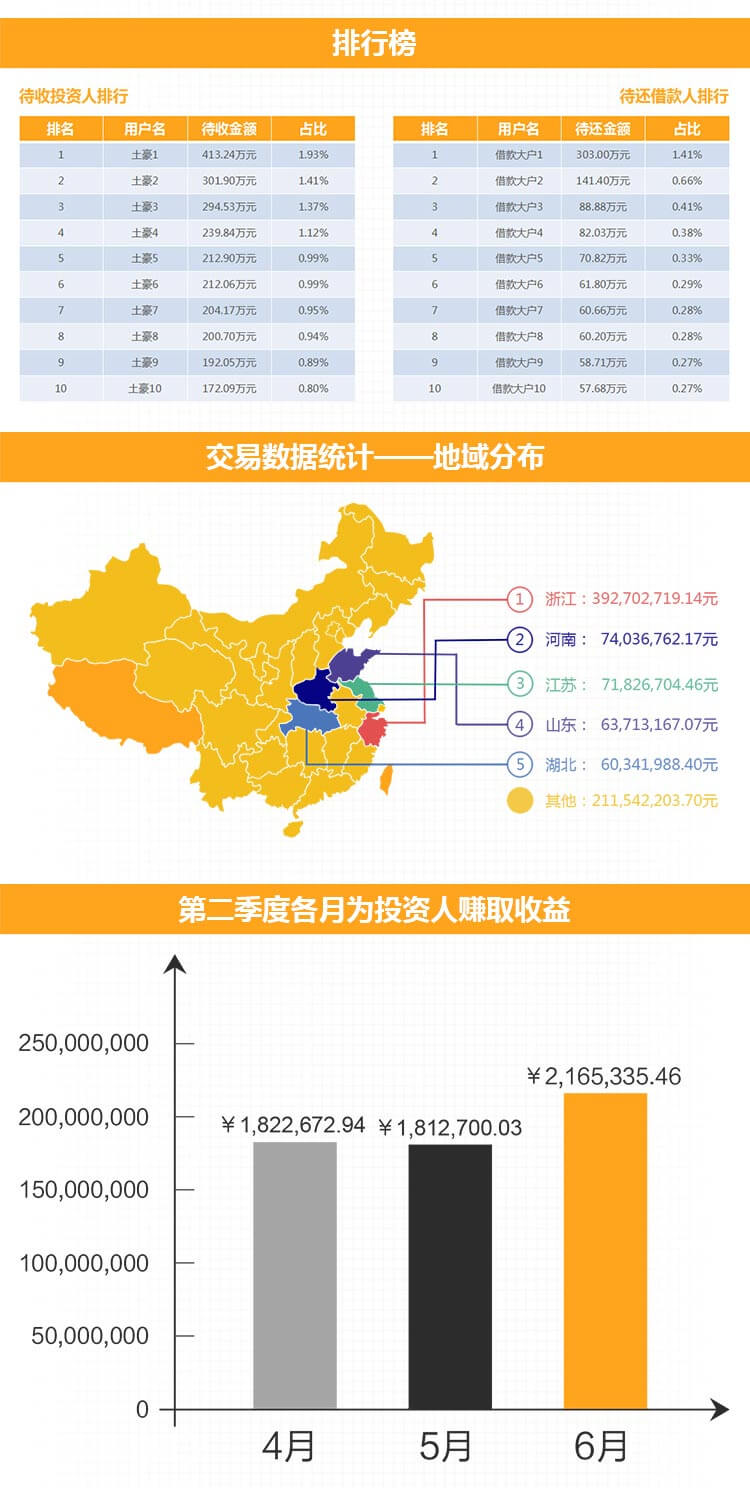 排行榜
待收投资人排行
排名 用户名 待收金额 占比
1 土豪1 413.24万元 1.93%
2 土豪2 301.90万元 1.41%
3 土豪3 294.53万元 1.37%
4 土豪4 239.84万元 1.12%
5 土豪5 212.90万元 0.99%
6 土豪6 212.06万元 0.99%
7 土豪7 204.17万元 0.95%
8 土豪8 200.70万元 0.94%
9 土豪9 192.05万元 0.89%
10 土豪10 172.09万元 0.80%
待还借款人排行
排名 用户名 待还金额 占比
1 借款大户1 303.00万元 1.41%
2 借款大户2 141.40万元 0.66%
3 借款大户3 88.88万元 0.41%
4 借款大户4 82.03万元 0.38%
5 借款大户5 70.82万元 0.33%
6 借款大户6 61.80万元 0.29%
7 借款大户7 60.66万元 0.28%
8 借款大户8 60.20万元 0.28%
9 借款大户9 58.71万元 0.27%
10 借款大户10 57.68万元 0.27%
交易数据统计——地域分布
1 浙江：392,702,719.14元
2 河南：74,036,762.17元
3 江苏：71,826,704.46元
4 山东：63,713,167.07元
5 湖北：60,341,988.40元
其他：211,542,203.70元
第二季度各月为投资人赚取收益
250,000,000
200,000,000
150,000,000
100,000,000
50,000,000
0
￥1,822,672.94
￥1,812,700.03
￥2,165,335.46
4月
5月
6月